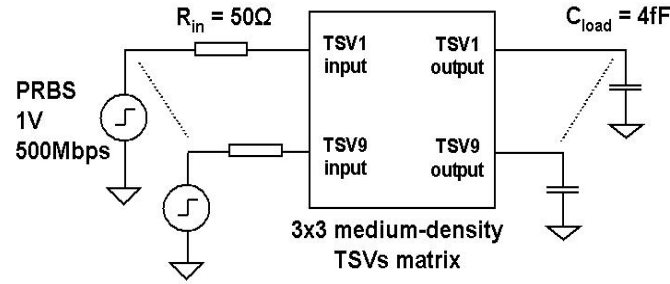 R_in = 50Ω
C_load = 4fF
TSV1 input
TSV1 output
PRBS
1V
500Mbps
TSV9 input
TSV9 output
3x3 medium-density
TSVs matrix